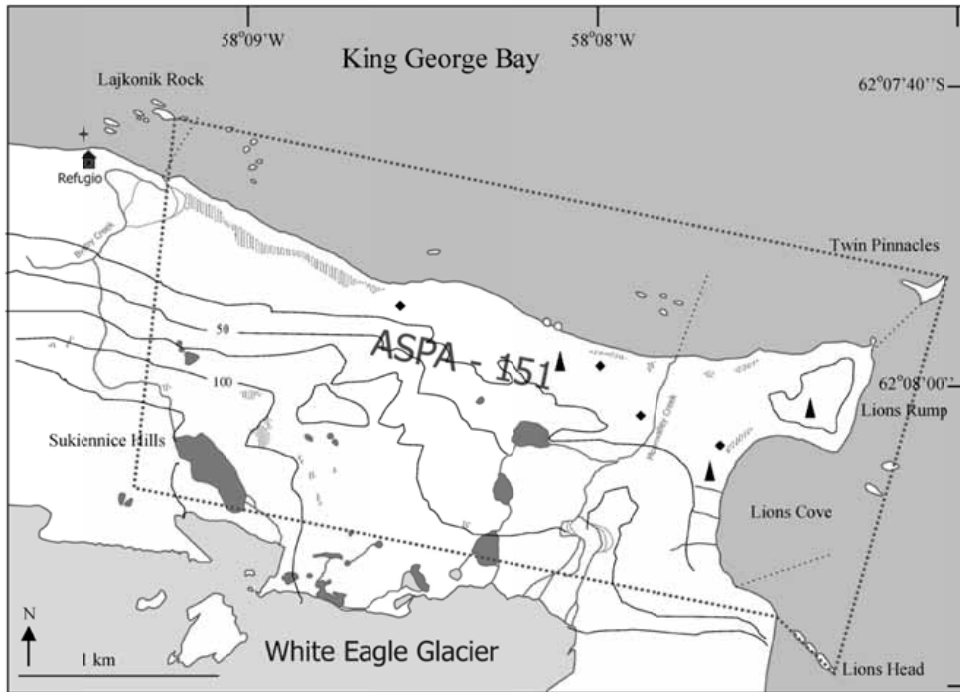 58°09'W
58°08'W
King George Bay
Lajkonik Rock
62°07'40''S
Refugio
Twin Pinnacles
50
ASPA - 151
100
62°08'00''
Lions Rump
Sukiennice Hills
Lions Cove
N
1 km
White Eagle Glacier
Lions Head